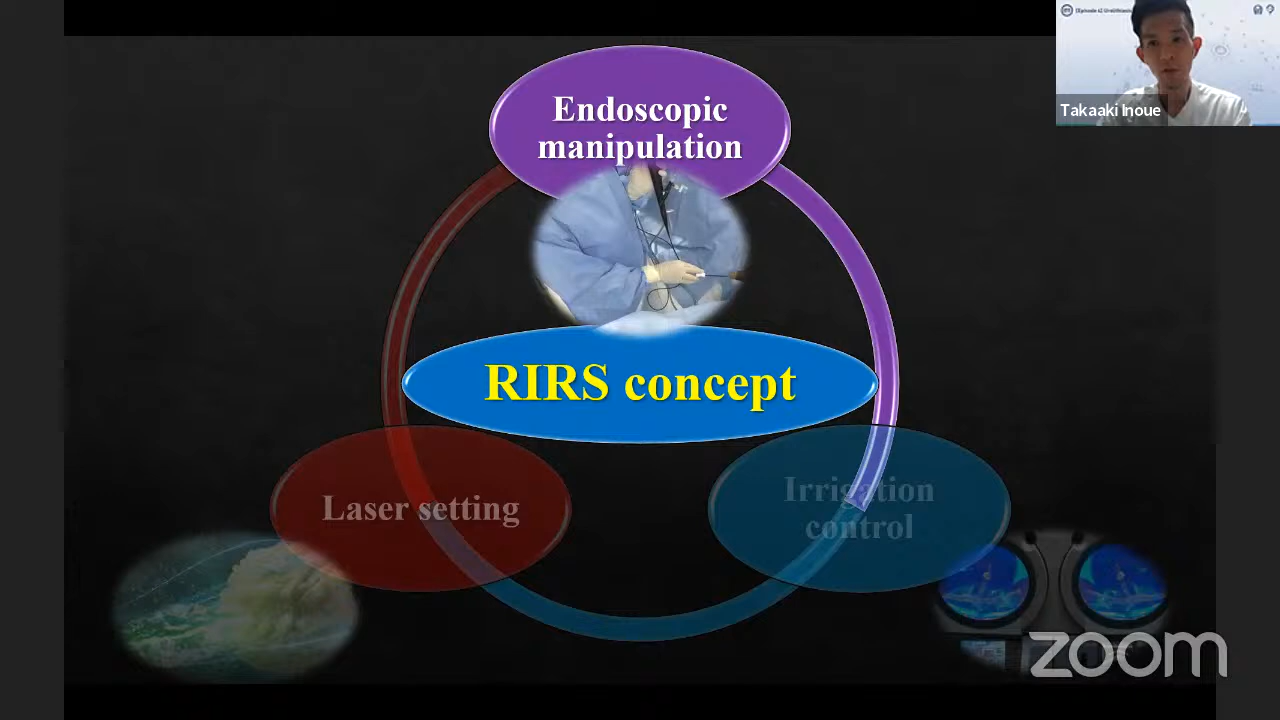 Endoscopic
manipulation
RIRS concept
Laser setting
Irrigation
control
Takaaki Inoue
zoom